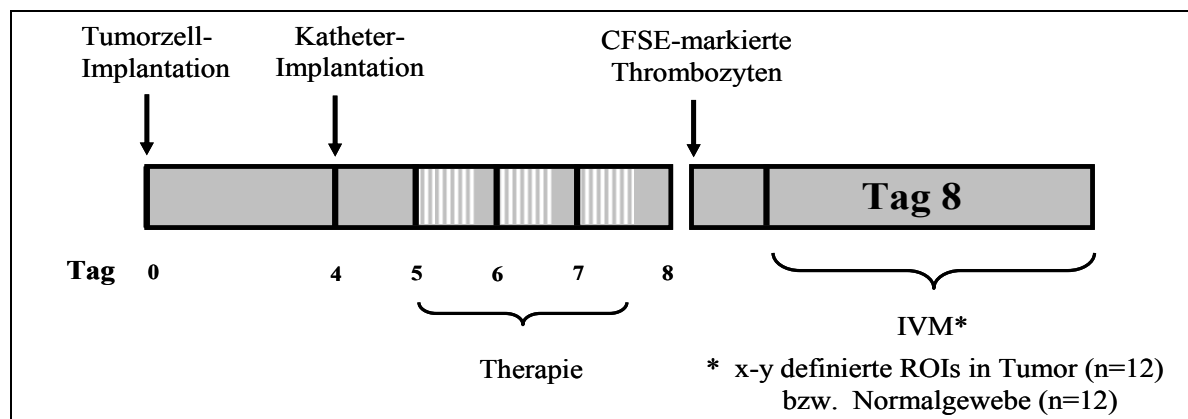 Tumorzell-
Implantation
Katheter-
Implantation
CFSE-markierte
Thrombozyten
Tag 8
Tag 0 4 5 6 7 8
Therapie
IVM*
* x-y definierte ROIs in Tumor (n=12)
bzw. Normalgewebe (n=12)